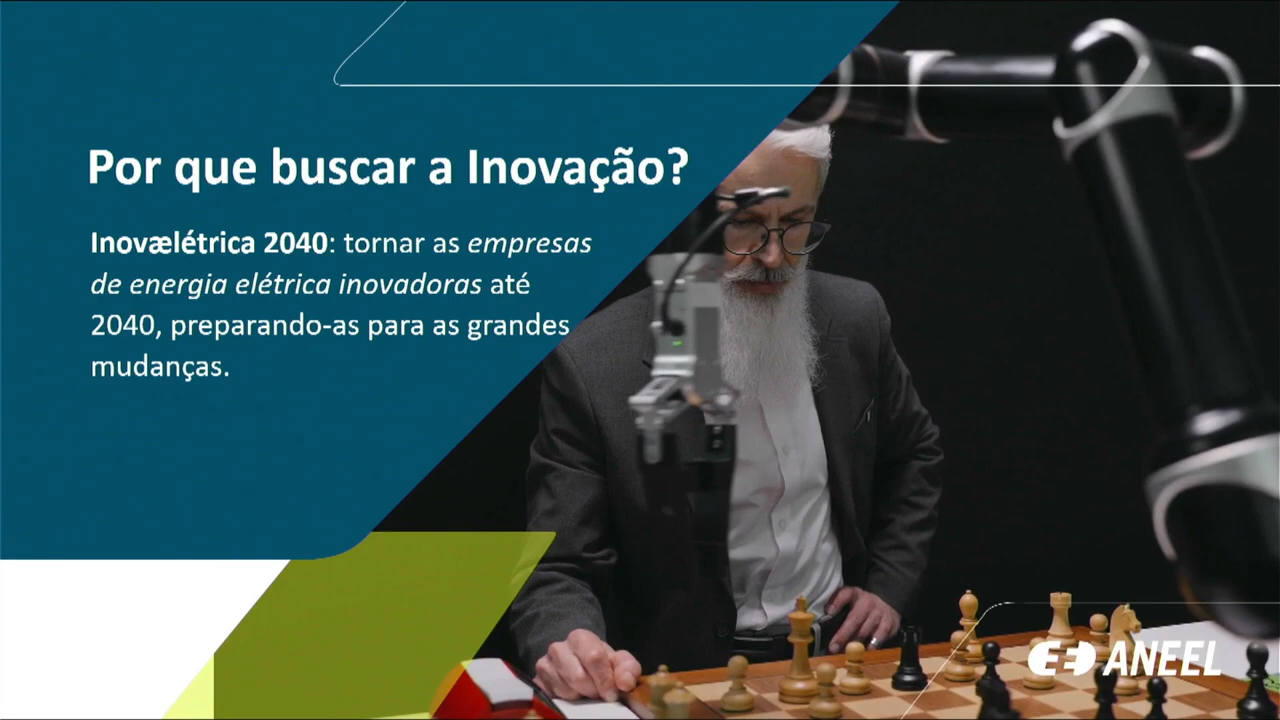 Por que buscar a Inovação?
Inovælétrica 2040: tornar as empresas
de energia elétrica inovadoras até
2040, preparando-as para as grandes
mudanças.
ANEEL